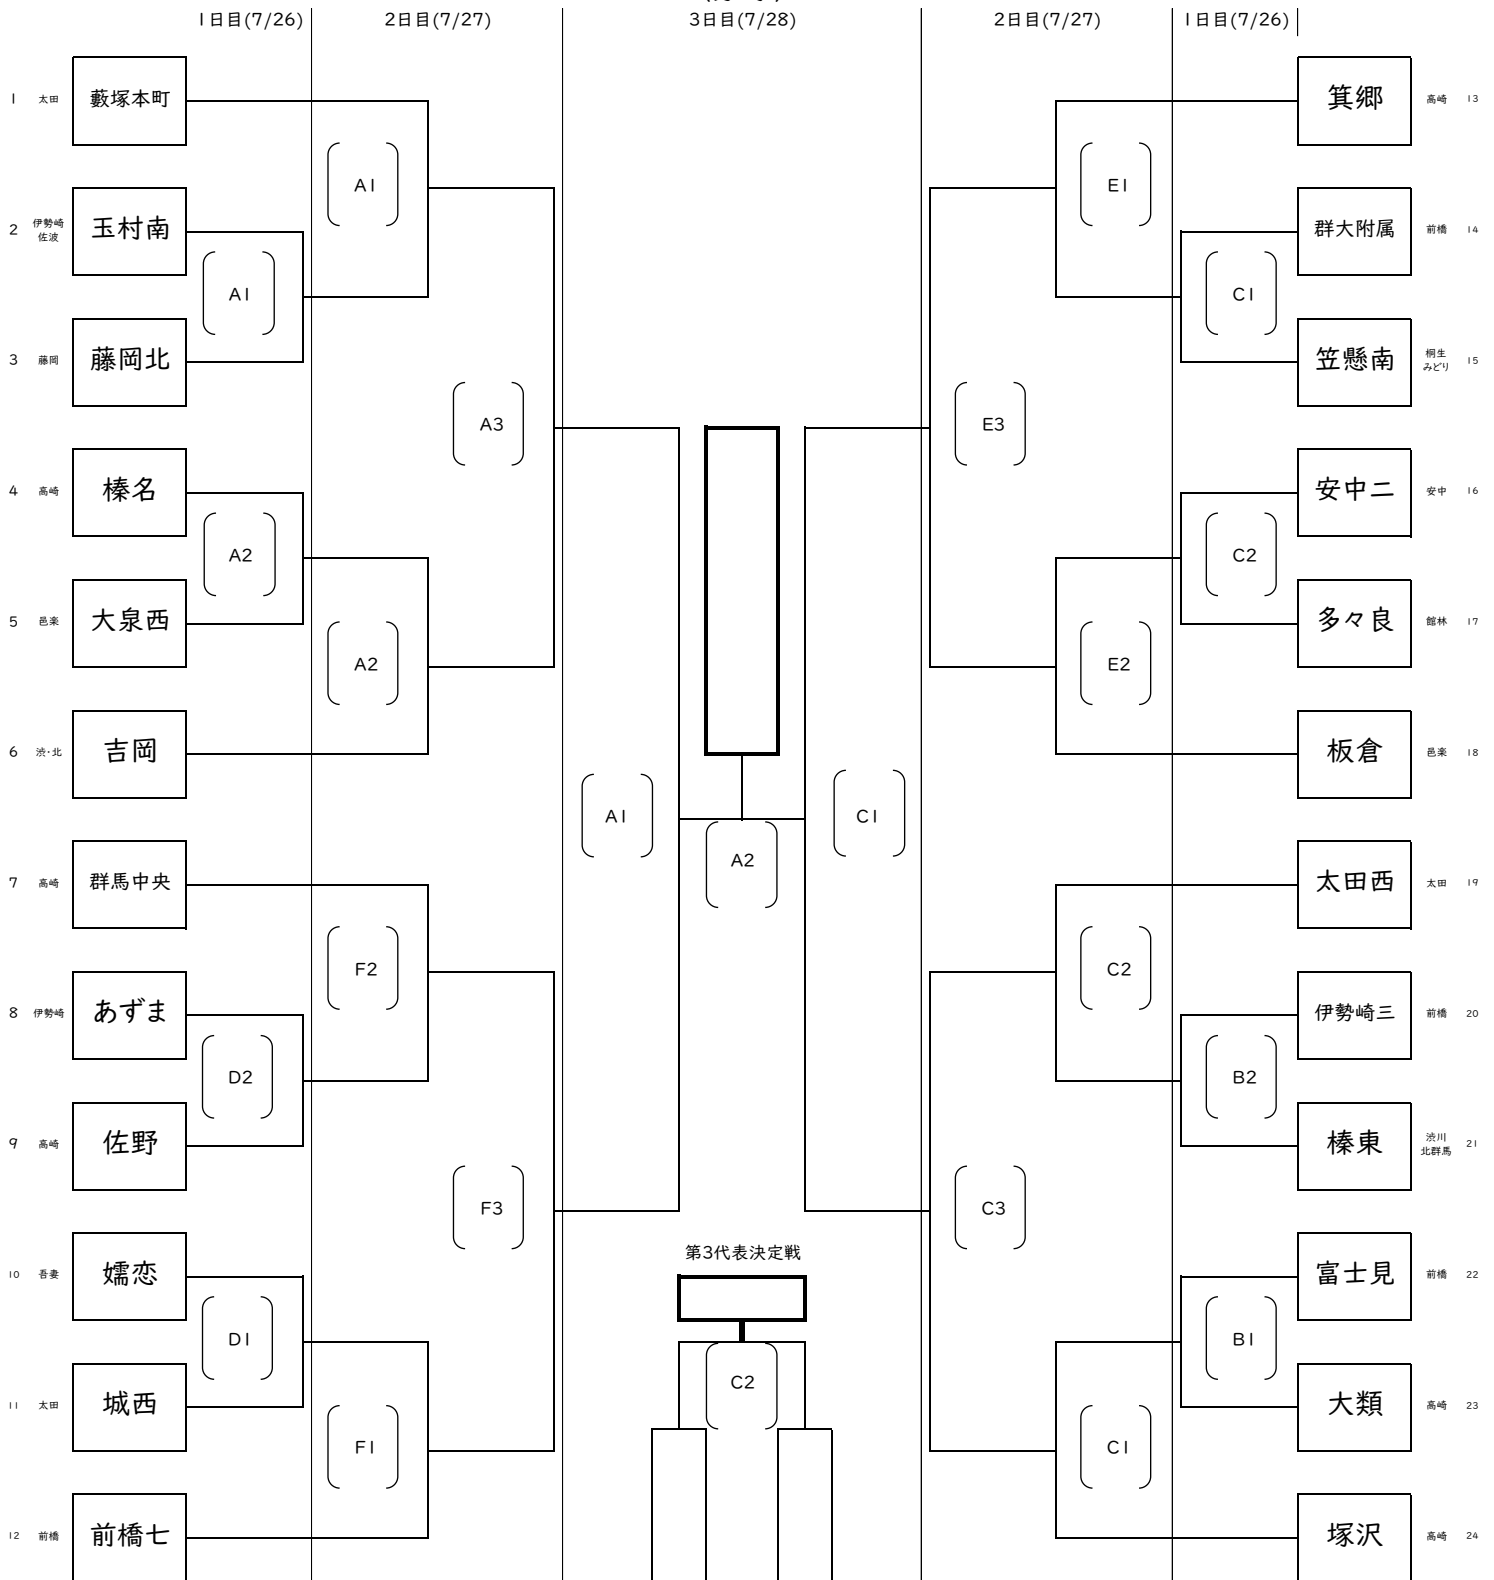 1日目(7/26) 2日目(7/27) 3日目(7/28) 2日目(7/27) 1日目(7/26)
1 太田 藪塚本町
A1
2 伊勢崎
佐波 玉村南
A1
3 藤岡 藤岡北
A3
4 高崎 榛名
A2
5 邑楽 大泉西
A2
6 渋・北 吉岡
A1
7 高崎 群馬中央
F2
8 伊勢崎 あずま
D2
9 高崎 佐野
F3
10 吾妻 嬬恋
D1
11 太田 城西
F1
12 前橋 前橋七
A2
第3代表決定戦
C2
箕郷 高崎 13
E1
群大附属 前橋 14
C1
笠懸南 桐生
みどり 15
E3
安中二 安中 16
C2
多々良 館林 17
E2
板倉 邑楽 18
C1
太田西 太田 19
C2
伊勢崎三 前橋 20
B2
榛東 渋川
北群馬 21
C3
富士見 前橋 22
B1
大類 高崎 23
C1
塚沢 高崎 24